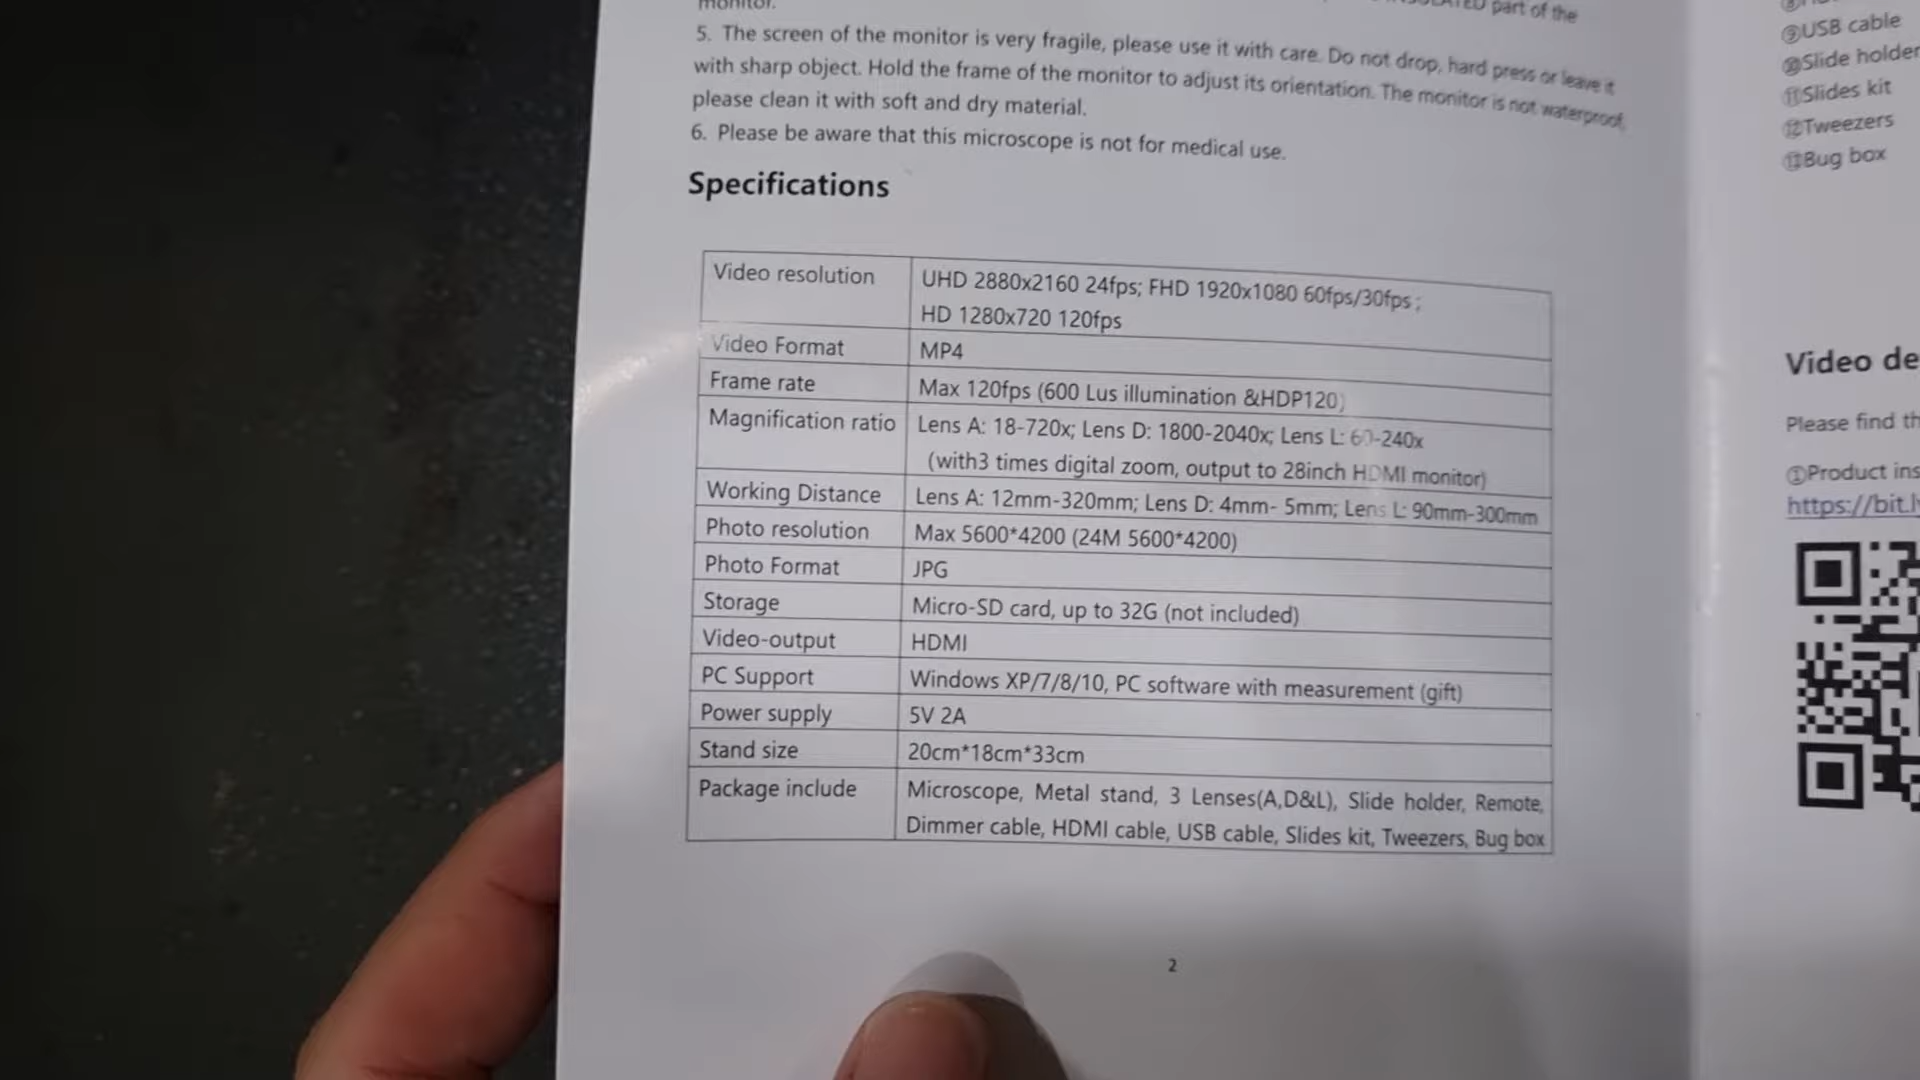 monitor.
INSULATED part of the
5. The screen of the monitor is very fragile, please use it with care. Do not drop, hard press or leave it
with sharp object. Hold the frame of the monitor to adjust its orientation. The monitor is not waterproof,
please clean it with soft and dry material.
6. Please be aware that this microscope is not for medical use.
Specifications
Video resolution UHD 2880x2160 24fps; FHD 1920x1080 60fps/30fps ;
HD 1280x720 120fps
Video Format MP4
Frame rate Max 120fps (600 Lus illumination &HDP120)
Magnification ratio Lens A: 18-720x; Lens D: 1800-2040x; Lens L: 60-240x
(with3 times digital zoom, output to 28inch HDMI monitor)
Working Distance Lens A: 12mm-320mm; Lens D: 4mm- 5mm; Lens L: 90mm-300mm
Photo resolution Max 5600*4200 (24M 5600*4200)
Photo Format JPG
Storage Micro-SD card, up to 32G (not included)
Video-output HDMI
PC Support Windows XP/7/8/10, PC software with measurement (gift)
Power supply 5V 2A
Stand size 20cm*18cm*33cm
Package include Microscope, Metal stand, 3 Lenses(A,D&L), Slide holder, Remote,
Dimmer cable, HDMI cable, USB cable, Slides kit, Tweezers, Bug box
2
⑨USB cable
⑩Slide holder
⑪Slides kit
⑫Tweezers
⑬Bug box
Video de
Please find th
①Product ins
https://bit.ly